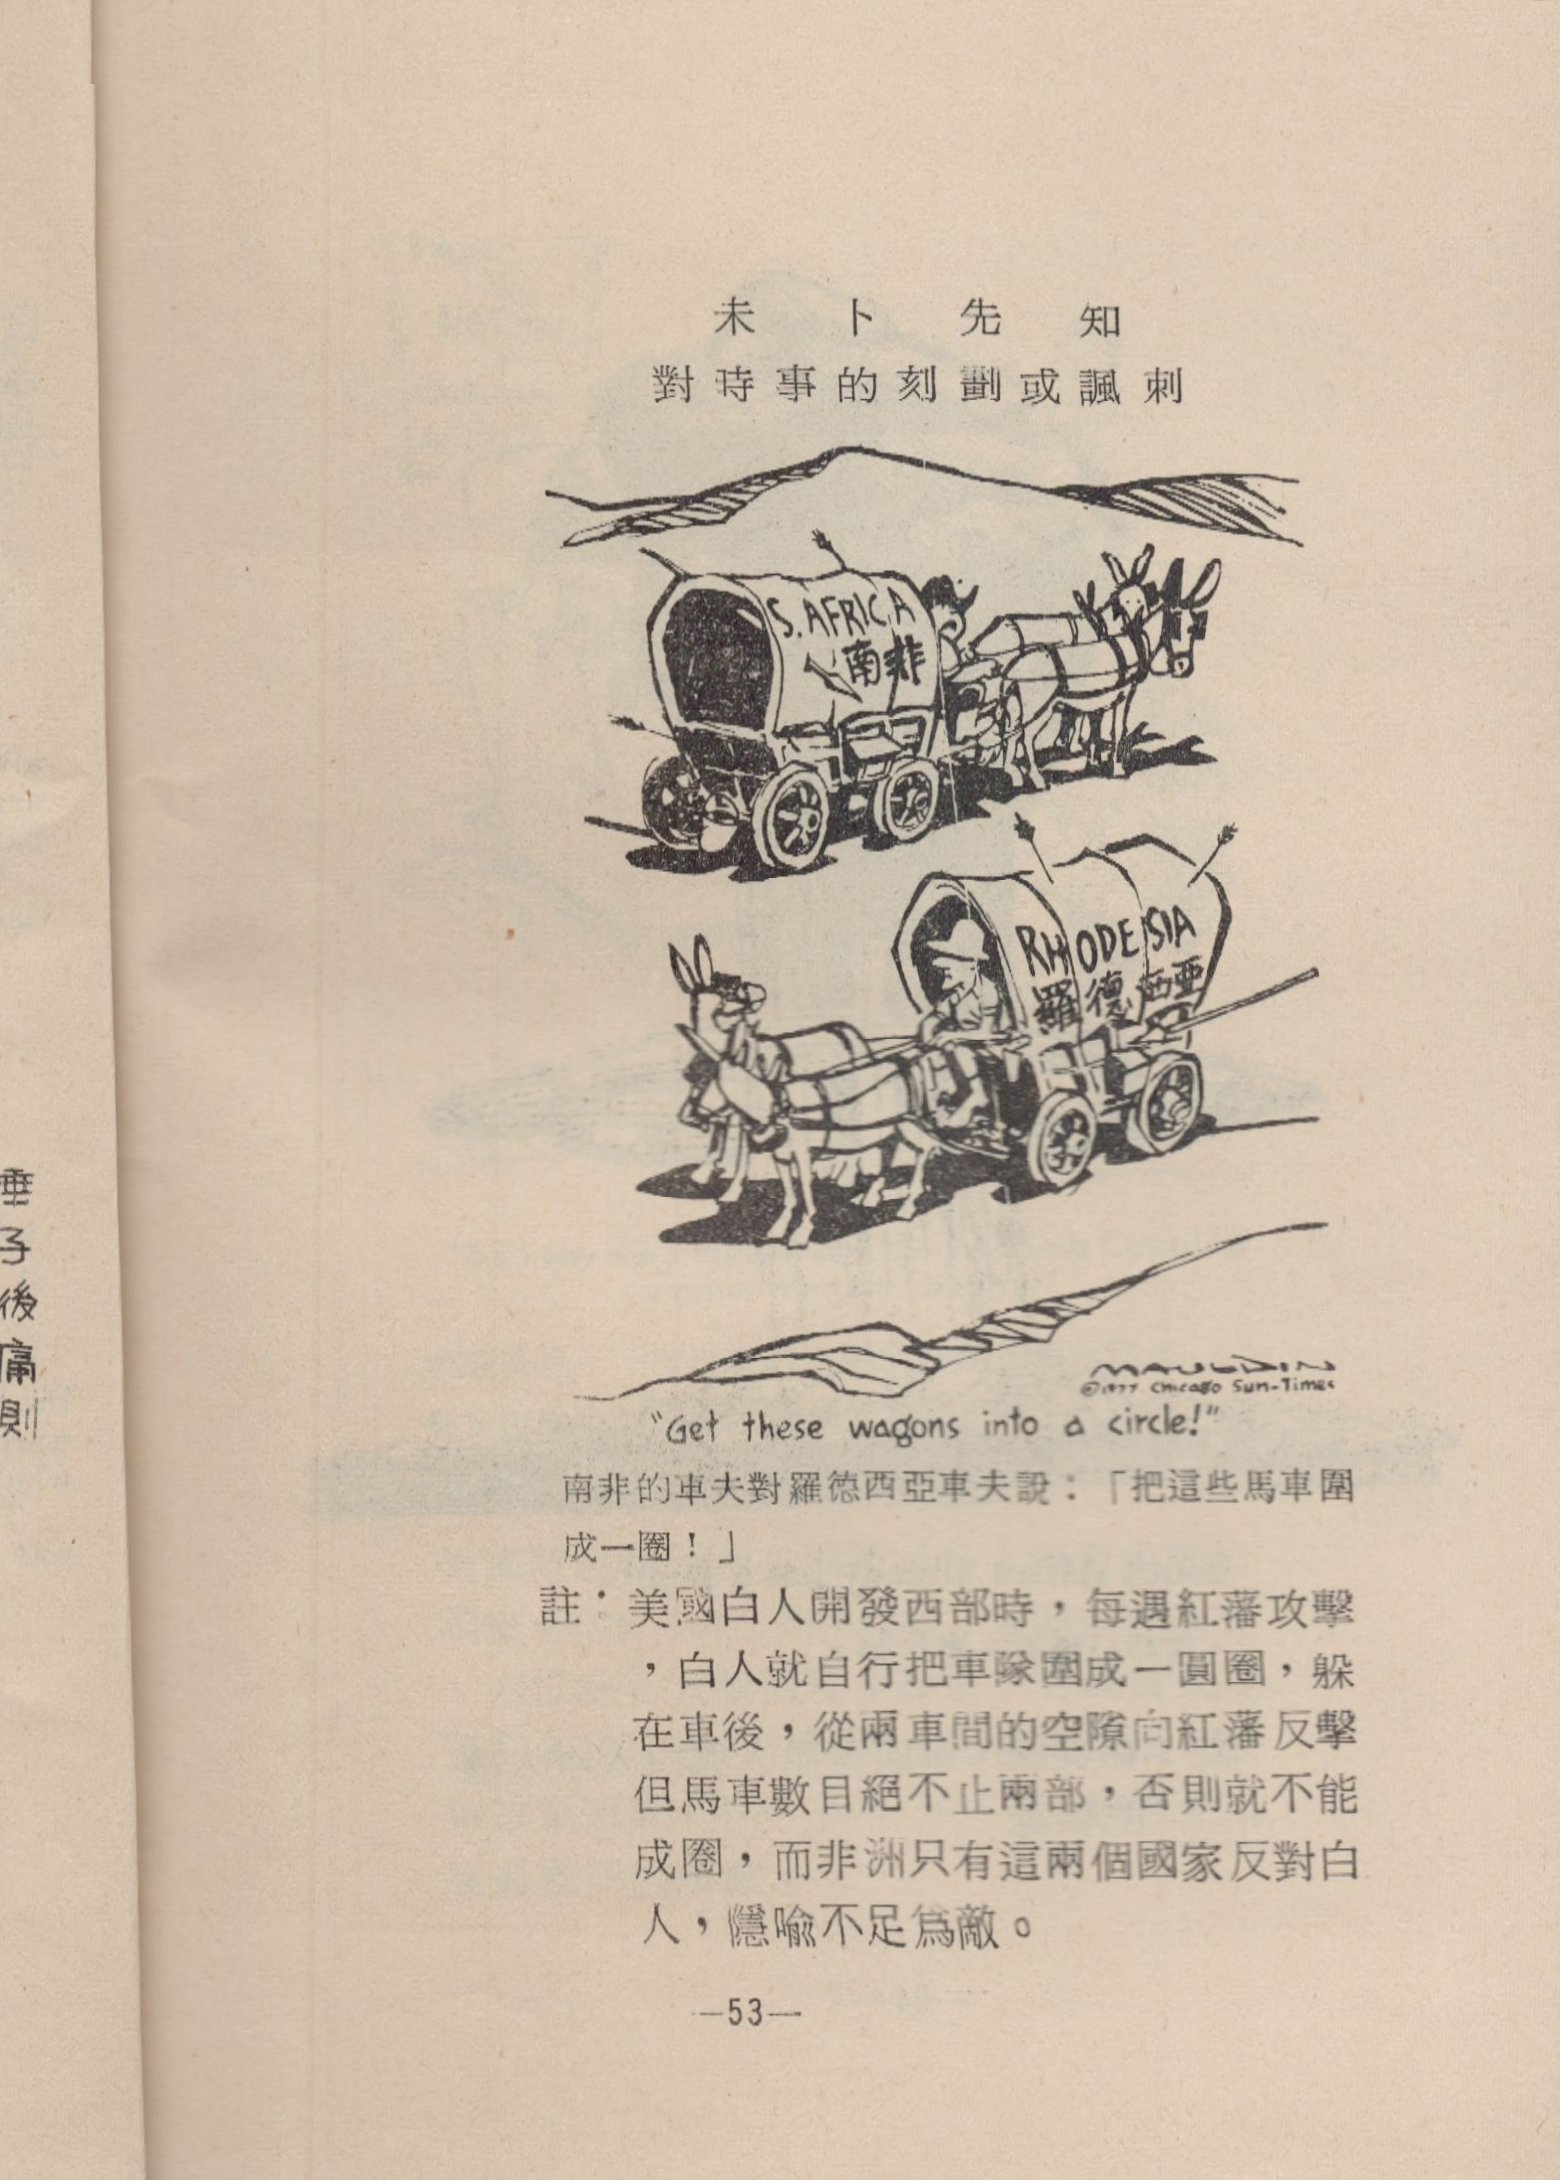 未卜先知
對時事的刻劃或諷刺
S. AFRICA
南非
RHODESIA
羅德西亞
MAULDIN
©1977 Chicago Sun-Times
"Get these wagons into a circle!"
南非的車夫對羅德西亞車夫說：「把這些馬車圍
成一圈！」
註：美國白人開發西部時，每遇紅藩攻擊
，白人就自行把車隊圍成一圓圈，躲
在車後，從兩車間的空隙向紅藩反擊
但馬車數目絕不止兩部，否則就不能
成圈，而非洲只有這兩個國家反對白
人，隱喻不足爲敵。
—53—
垂
子
後
痛
則